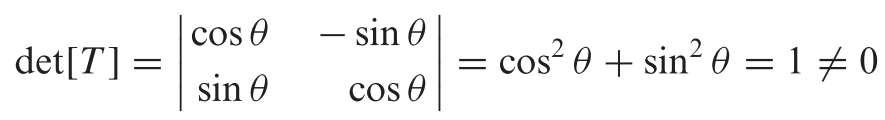 det[T] = | cos θ  − sin θ |
| sin θ  cos θ | = cos² θ + sin² θ = 1 ≠ 0